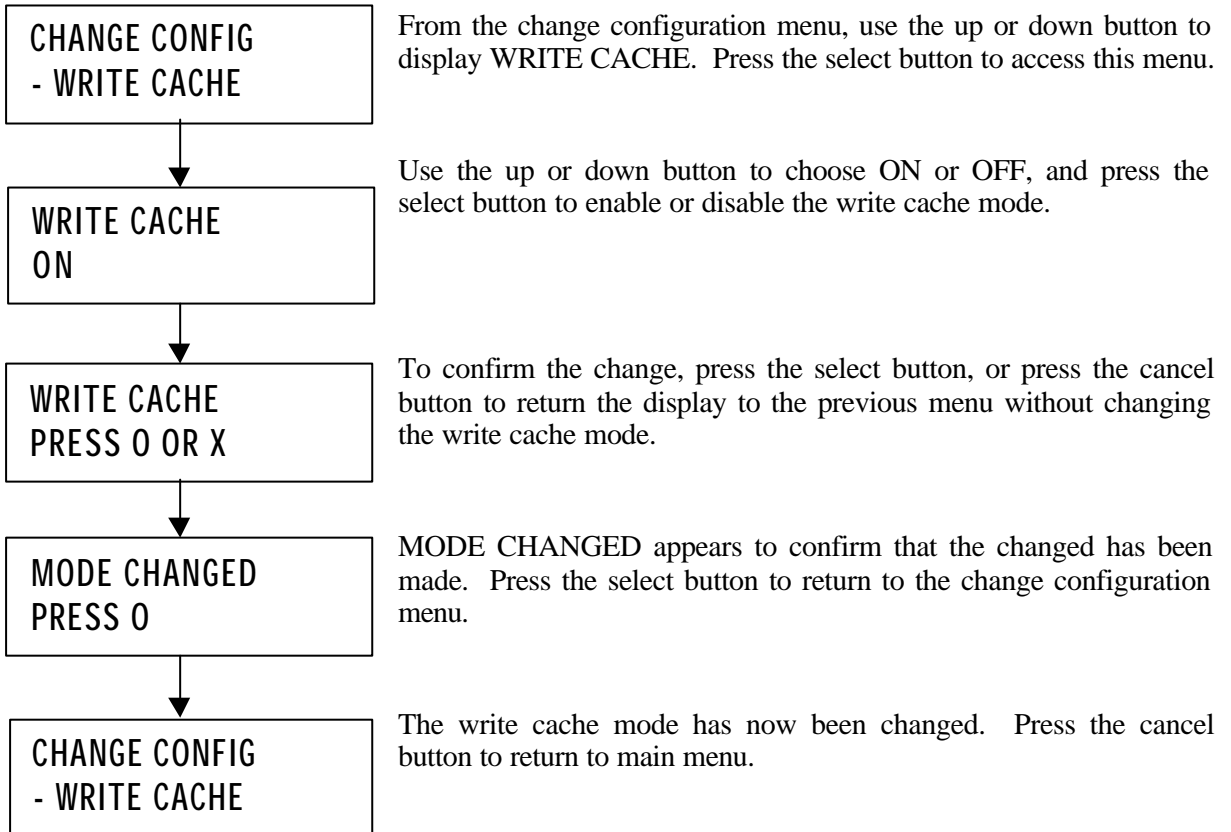 CHANGE CONFIG
- WRITE CACHE
From the change configuration menu, use the up or down button to
display WRITE CACHE. Press the select button to access this menu.
WRITE CACHE
ON
Use the up or down button to choose ON or OFF, and press the
select button to enable or disable the write cache mode.
WRITE CACHE
PRESS O OR X
To confirm the change, press the select button, or press the cancel
button to return the display to the previous menu without changing
the write cache mode.
MODE CHANGED
PRESS O
MODE CHANGED appears to confirm that the changed has been
made. Press the select button to return to the change configuration
menu.
CHANGE CONFIG
- WRITE CACHE
The write cache mode has now been changed. Press the cancel
button to return to main menu.